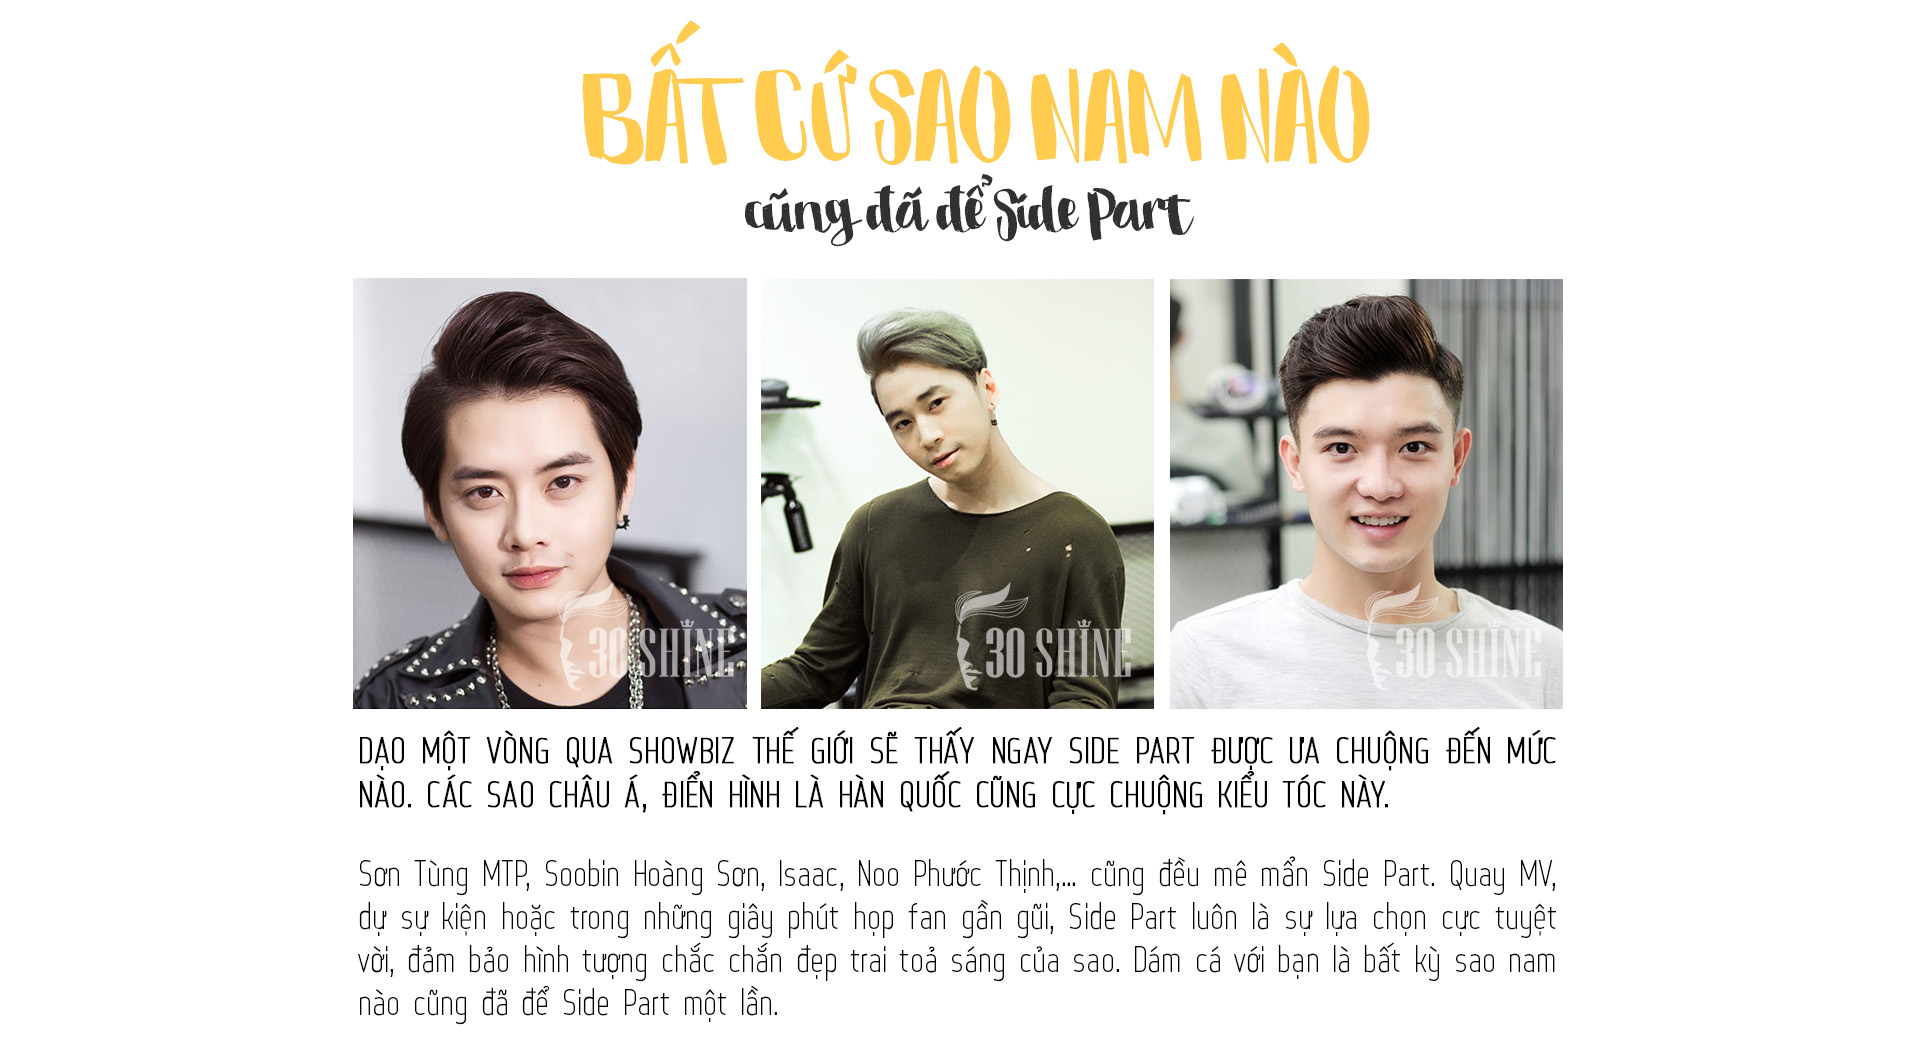 BẤT CỨ SAO NAM NÀO
cũng đã để Side Part
30 SHINE
30 SHINE
30 SHINE
DẠO MỘT VÒNG QUA SHOWBIZ THẾ GIỚI SẼ THẤY NGAY SIDE PART ĐƯỢC ƯA CHUỘNG ĐẾN MỨC
NÀO. CÁC SAO CHÂU Á, ĐIỂN HÌNH LÀ HÀN QUỐC CŨNG CỰC CHUỘNG KIỂU TÓC NÀY.
Sơn Tùng MTP, Soobin Hoàng Sơn, Isaac, Noo Phước Thịnh,... cũng đều mê mẩn Side Part. Quay MV,
dự sự kiện hoặc trong những giây phút họp fan gần gũi, Side Part luôn là sự lựa chọn cực tuyệt
vời, đảm bảo hình tượng chắc chắn đẹp trai toả sáng của sao. Dám cá với bạn là bất kỳ sao nam
nào cũng đã để Side Part một lần.